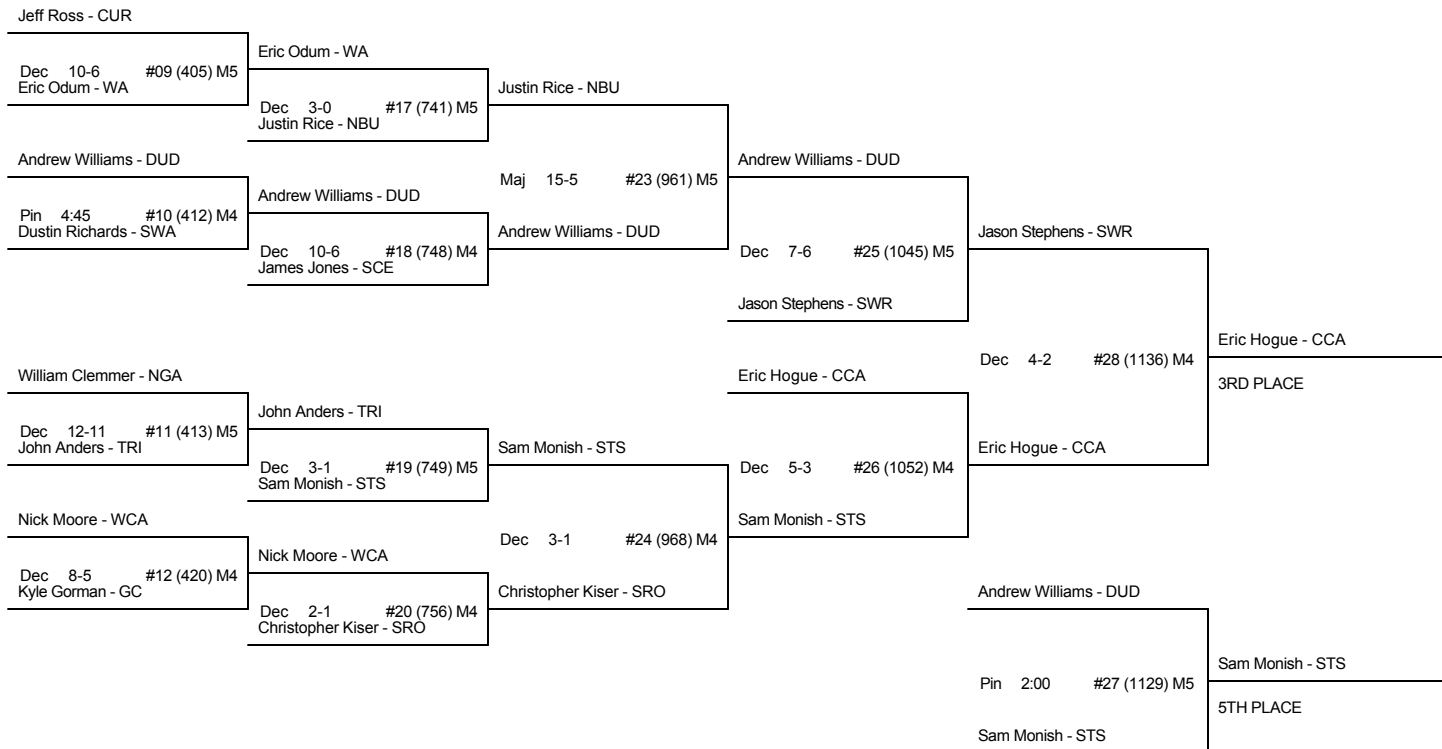 Jeff Ross - CUR
Dec 10-6 #09 (405) M5
Eric Odum - WA
Eric Odum - WA
Dec 3-0 #17 (741) M5
Justin Rice - NBU
Justin Rice - NBU
Andrew Williams - DUD
Pin 4:45 #10 (412) M4
Dustin Richards - SWA
Andrew Williams - DUD
Dec 10-6 #18 (748) M4
James Jones - SCE
Maj 15-5 #23 (961) M5
Andrew Williams - DUD
Andrew Williams - DUD
Dec 7-6 #25 (1045) M5
Jason Stephens - SWR
Jason Stephens - SWR
Dec 4-2 #28 (1136) M4
Eric Hogue - CCA
3RD PLACE
William Clemmer - NGA
Dec 12-11 #11 (413) M5
John Anders - TRI
John Anders - TRI
Dec 3-1 #19 (749) M5
Sam Monish - STS
Sam Monish - STS
Eric Hogue - CCA
Dec 5-3 #26 (1052) M4
Sam Monish - STS
Eric Hogue - CCA
Nick Moore - WCA
Dec 8-5 #12 (420) M4
Kyle Gorman - GC
Nick Moore - WCA
Dec 2-1 #20 (756) M4
Christopher Kiser - SRO
Dec 3-1 #24 (968) M4
Christopher Kiser - SRO
Andrew Williams - DUD
Pin 2:00 #27 (1129) M5
Sam Monish - STS
Sam Monish - STS
5TH PLACE